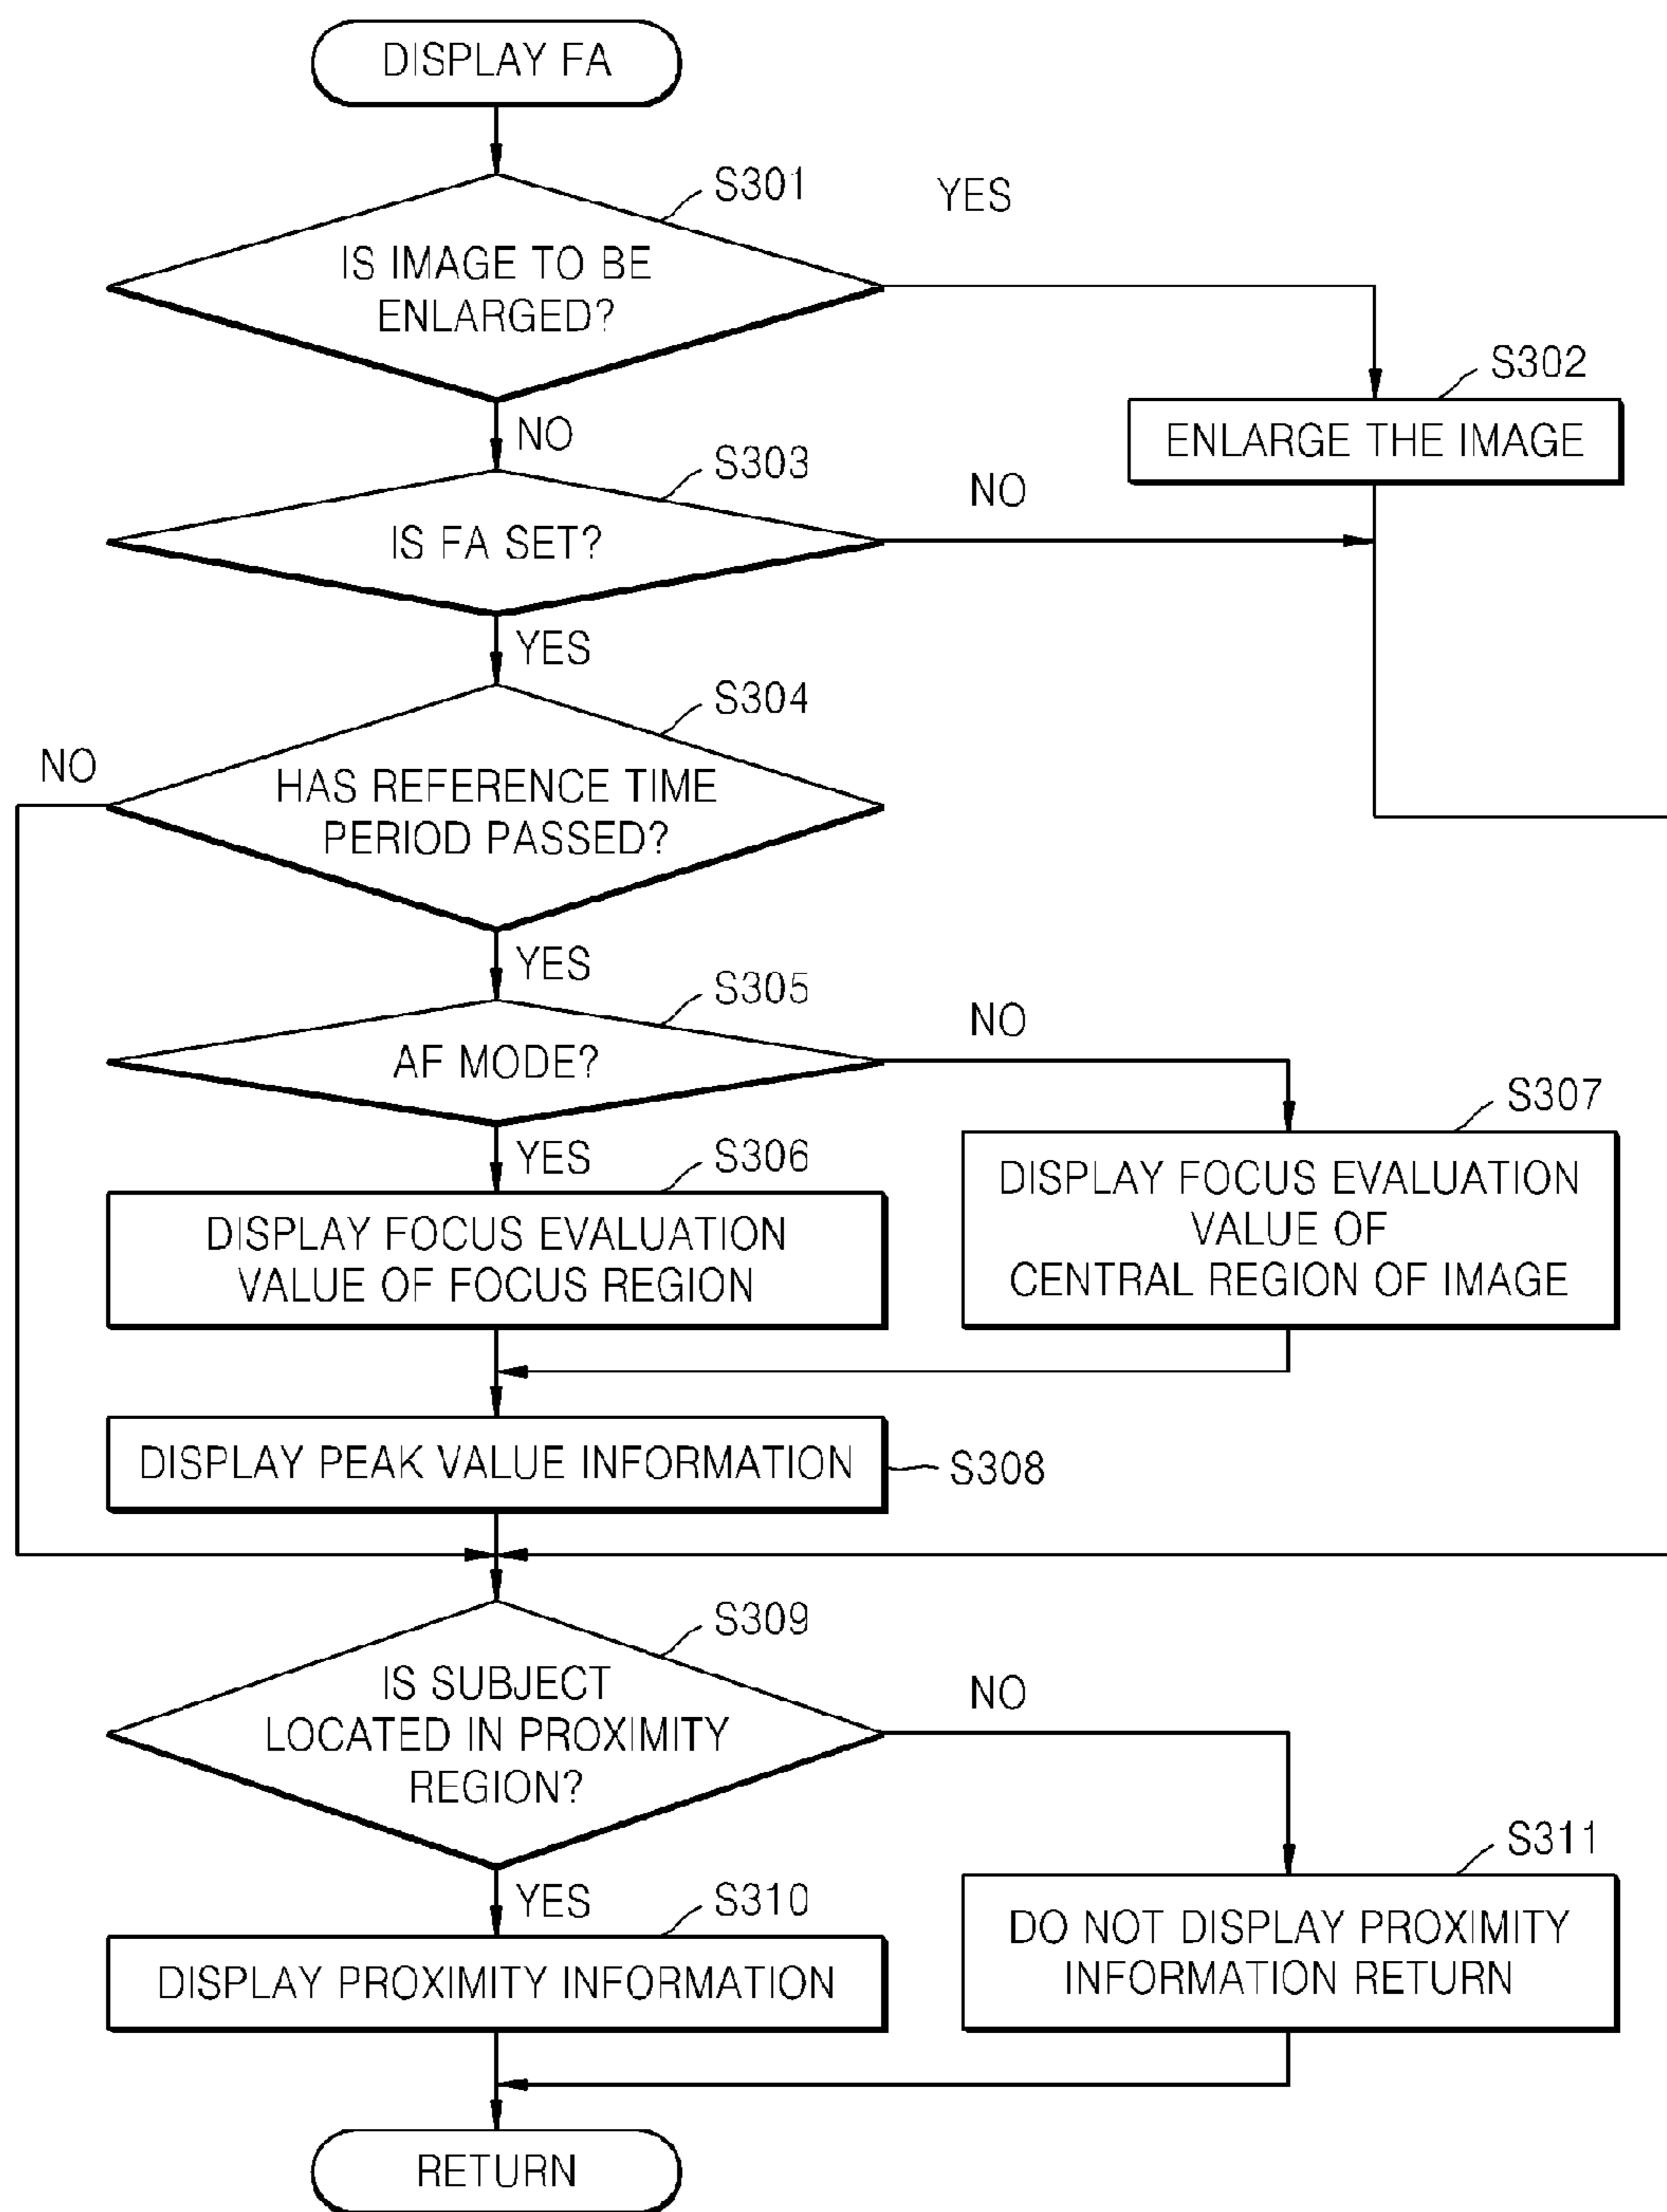 DISPLAY FA
S301
YES
IS IMAGE TO BE
ENLARGED?
S302
ENLARGE THE IMAGE
NO
S303
NO
IS FA SET?
YES
S304
NO
HAS REFERENCE TIME
PERIOD PASSED?
YES
S305
NO
AF MODE?
S307
YES
S306
DISPLAY FOCUS EVALUATION
VALUE OF FOCUS REGION
DISPLAY FOCUS EVALUATION
VALUE OF
CENTRAL REGION OF IMAGE
DISPLAY PEAK VALUE INFORMATION
S308
S309
IS SUBJECT
LOCATED IN PROXIMITY
REGION?
NO
S311
YES
S310
DISPLAY PROXIMITY INFORMATION
DO NOT DISPLAY PROXIMITY
INFORMATION RETURN
RETURN